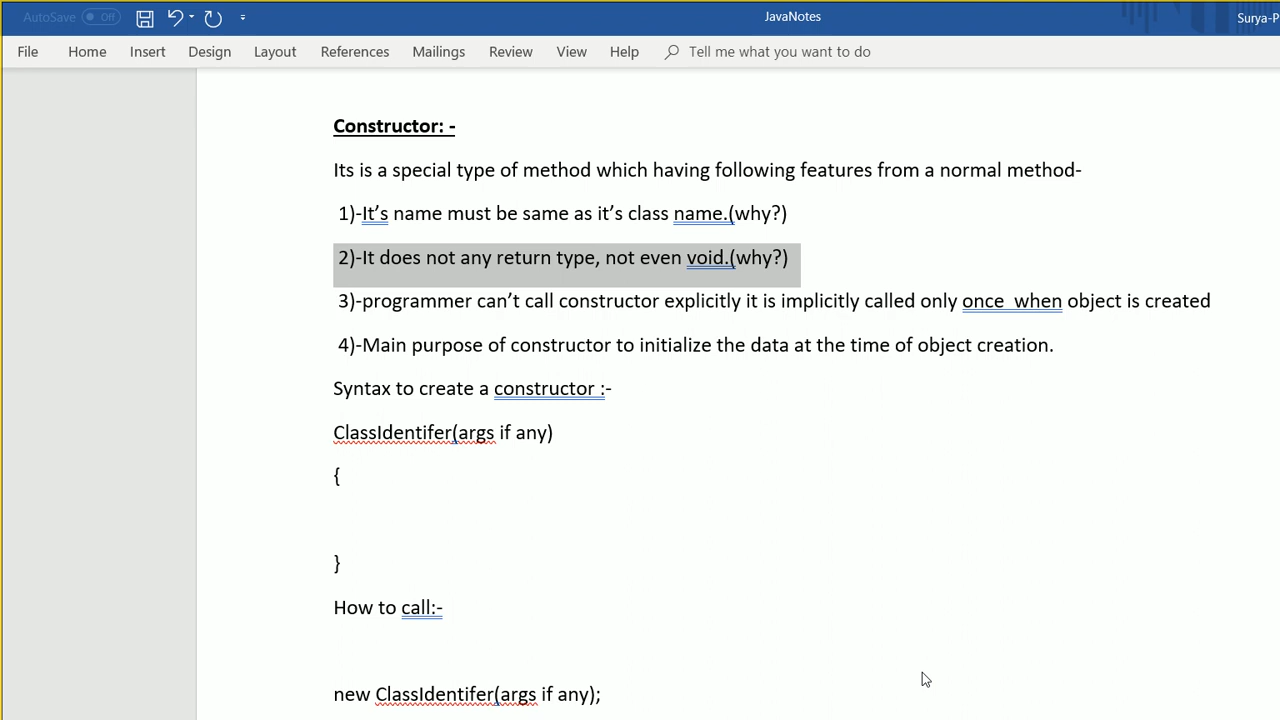 AutoSave Off JavaNotes Surya-P
File Home Insert Design Layout References Mailings Review View Help Tell me what you want to do
Constructor: -
Its is a special type of method which having following features from a normal method-
1)-It’s name must be same as it’s class name.(why?)
2)-It does not any return type, not even void.(why?)
3)-programmer can’t call constructor explicitly it is implicitly called only once  when object is created
4)-Main purpose of constructor to initialize the data at the time of object creation.
Syntax to create a constructor :-
ClassIdentifer(args if any)
{
}
How to call:-
new ClassIdentifer(args if any);